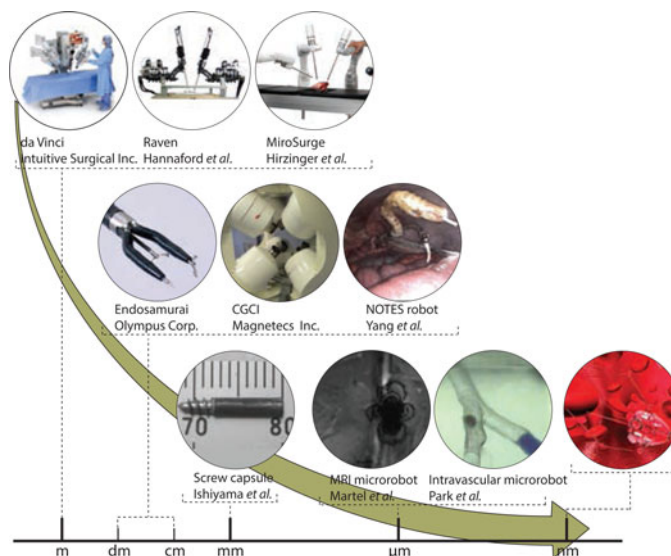 da Vinci
Intuitive Surgical Inc.
Raven
Hannaford et al.
MiroSurge
Hirzinger et al.
Endosamurai
Olympus Corp.
CGCI
Magnetecs Inc.
NOTES robot
Yang et al.
70
80
Screw capsule
Ishiyama et al.
MRI microrobot
Martel et al.
Intravascular microrobot
Park et al.
m
dm
cm
mm
µm
nm